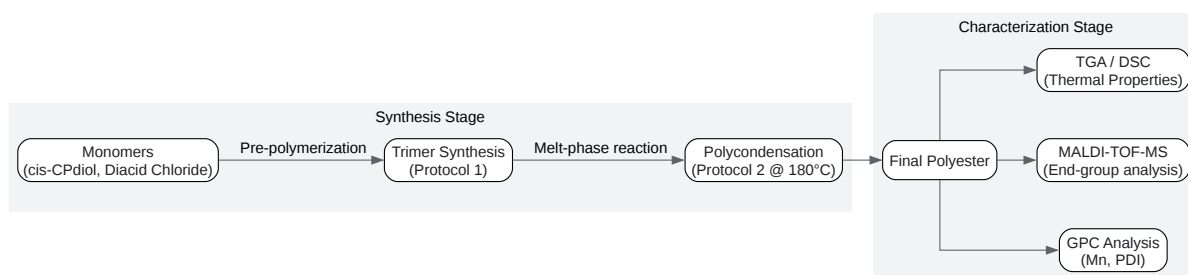 Synthesis Stage
Monomers
(cis-CPdiol, Diacid Chloride)
Pre-polymerization
Trimer Synthesis
(Protocol 1)
Melt-phase reaction
Polycondensation
(Protocol 2 @ 180°C)
Characterization Stage
Final Polyester
TGA / DSC
(Thermal Properties)
MALDI-TOF-MS
(End-group analysis)
GPC Analysis
(Mn, PDI)